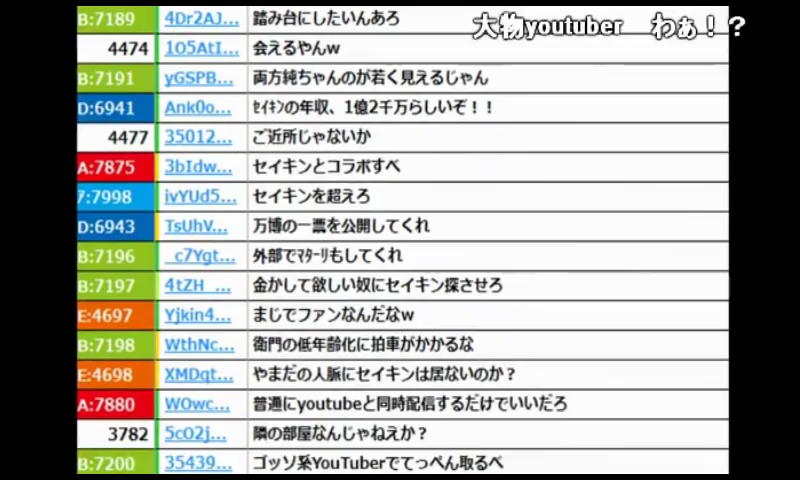 大物youtuber わぁ！？
B:7189 4Dr2AJ... 踏み台にしたいんあろ
4474 1O5AtI... 会えるやんw
B:7191 yGSPB... 両方純ちゃんのが若く見えるじゃん
D:6941 Ank0o... ｾｲｷﾝの年収、1億2千万らしいぞ！！
4477 35012... ご近所じゃないか
A:7875 3bIdw... セイキンとコラボすべ
7:7998 ivYUd5... セイキンを超えろ
D:6943 TsUhV... 万博の一票を公開してくれ
B:7196 _c7Ygt... 外部でﾏﾀｰﾘもしてくれ
B:7197 4tZH_... 金かして欲しい奴にセイキン探させろ
E:4697 Yjkin4... まじでファンなんだなw
B:7198 WthNc... 衛門の低年齢化に拍車がかかるな
E:4698 XMDqt... やまだの人脈にセイキンは居ないのか？
A:7880 WOwc... 普通にyoutubeと同時配信するだけでいいだろ
3782 5cO2j... 隣の部屋なんじゃねえか？
B:7200 35439... ゴッソ系YouTuberでてっぺん取るべ